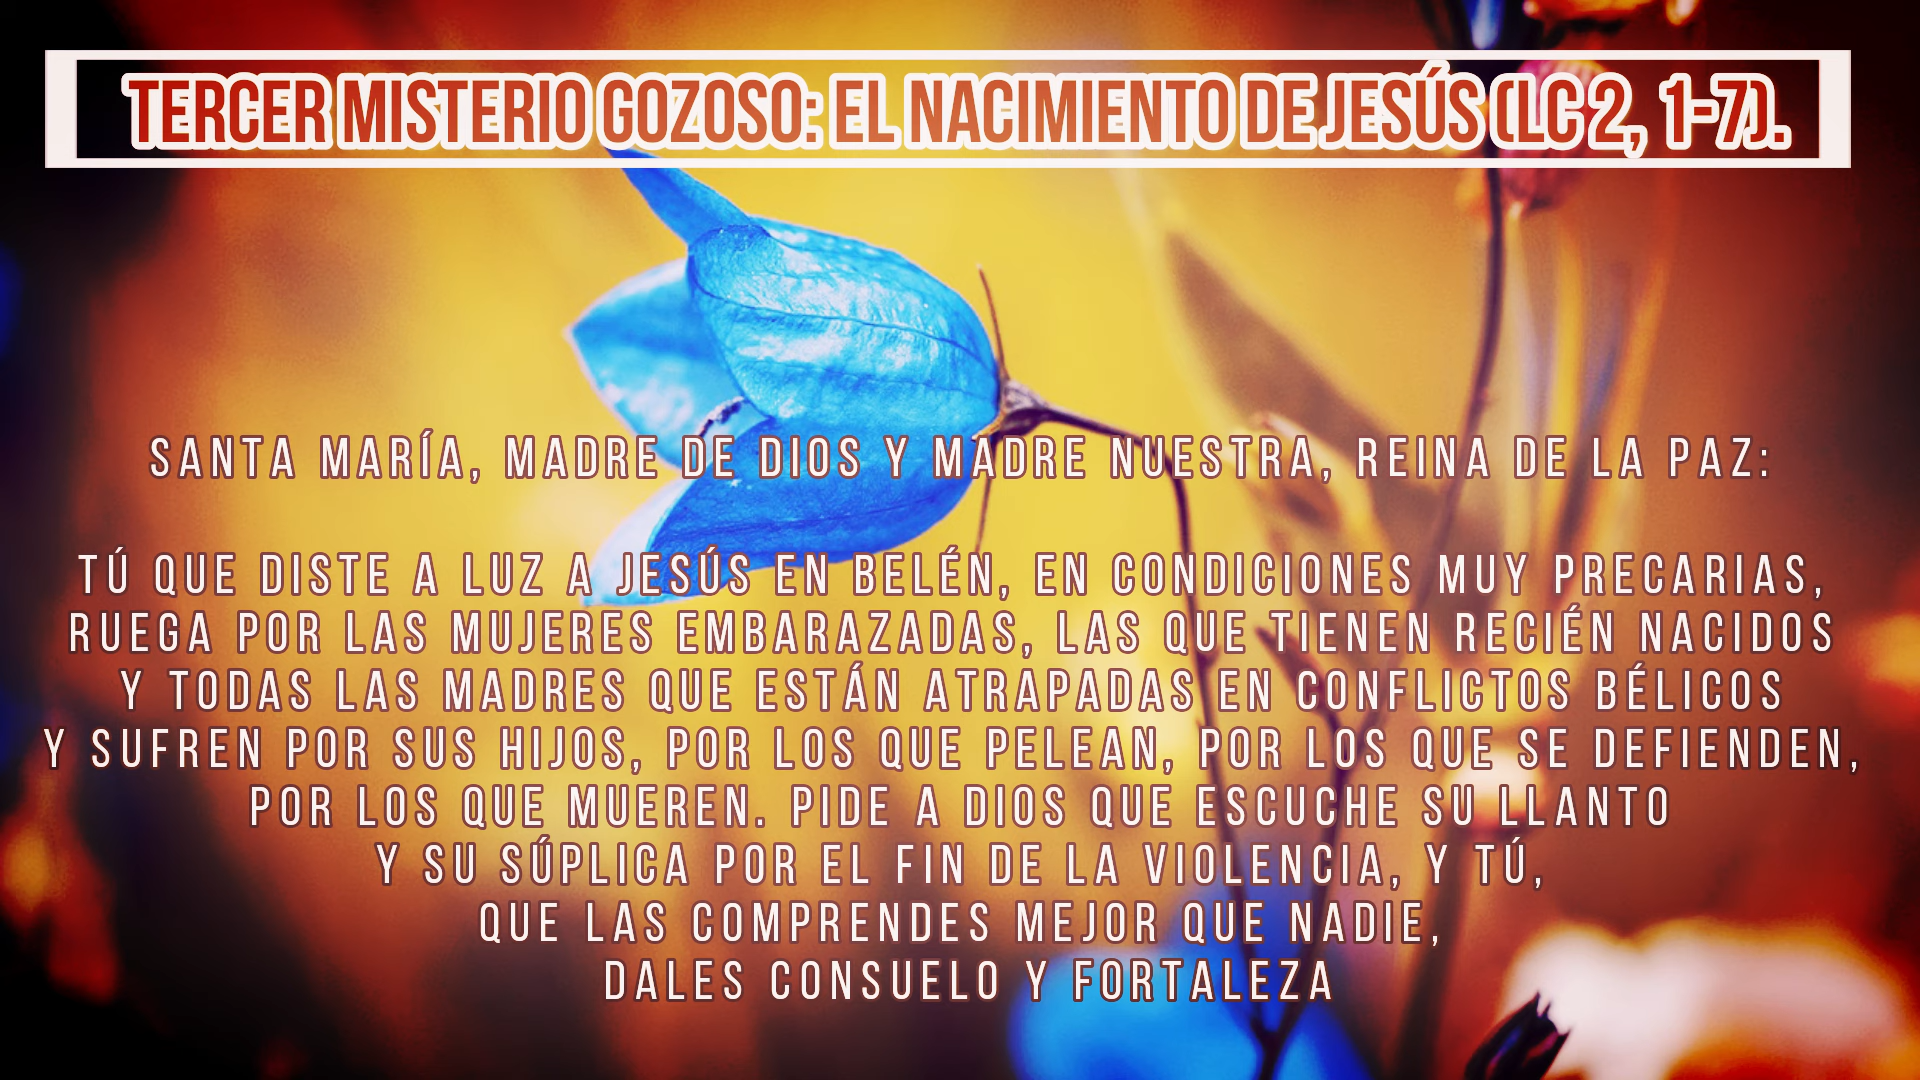 TERCER MISTERIO GOZOSO: EL NACIMIENTO DE JESÚS (LC 2, 1-7).
SANTA MARÍA, MADRE DE DIOS Y MADRE NUESTRA, REINA DE LA PAZ:
TÚ QUE DISTE A LUZ A JESÚS EN BELÉN, EN CONDICIONES MUY PRECARIAS,
RUEGA POR LAS MUJERES EMBARAZADAS, LAS QUE TIENEN RECIÉN NACIDOS
Y TODAS LAS MADRES QUE ESTÁN ATRAPADAS EN CONFLICTOS BÉLICOS
Y SUFREN POR SUS HIJOS, POR LOS QUE PELEAN, POR LOS QUE SE DEFIENDEN,
POR LOS QUE MUEREN. PIDE A DIOS QUE ESCUCHE SU LLANTO
Y SU SÚPLICA POR EL FIN DE LA VIOLENCIA, Y TÚ,
QUE LAS COMPRENDES MEJOR QUE NADIE,
DALES CONSUELO Y FORTALEZA